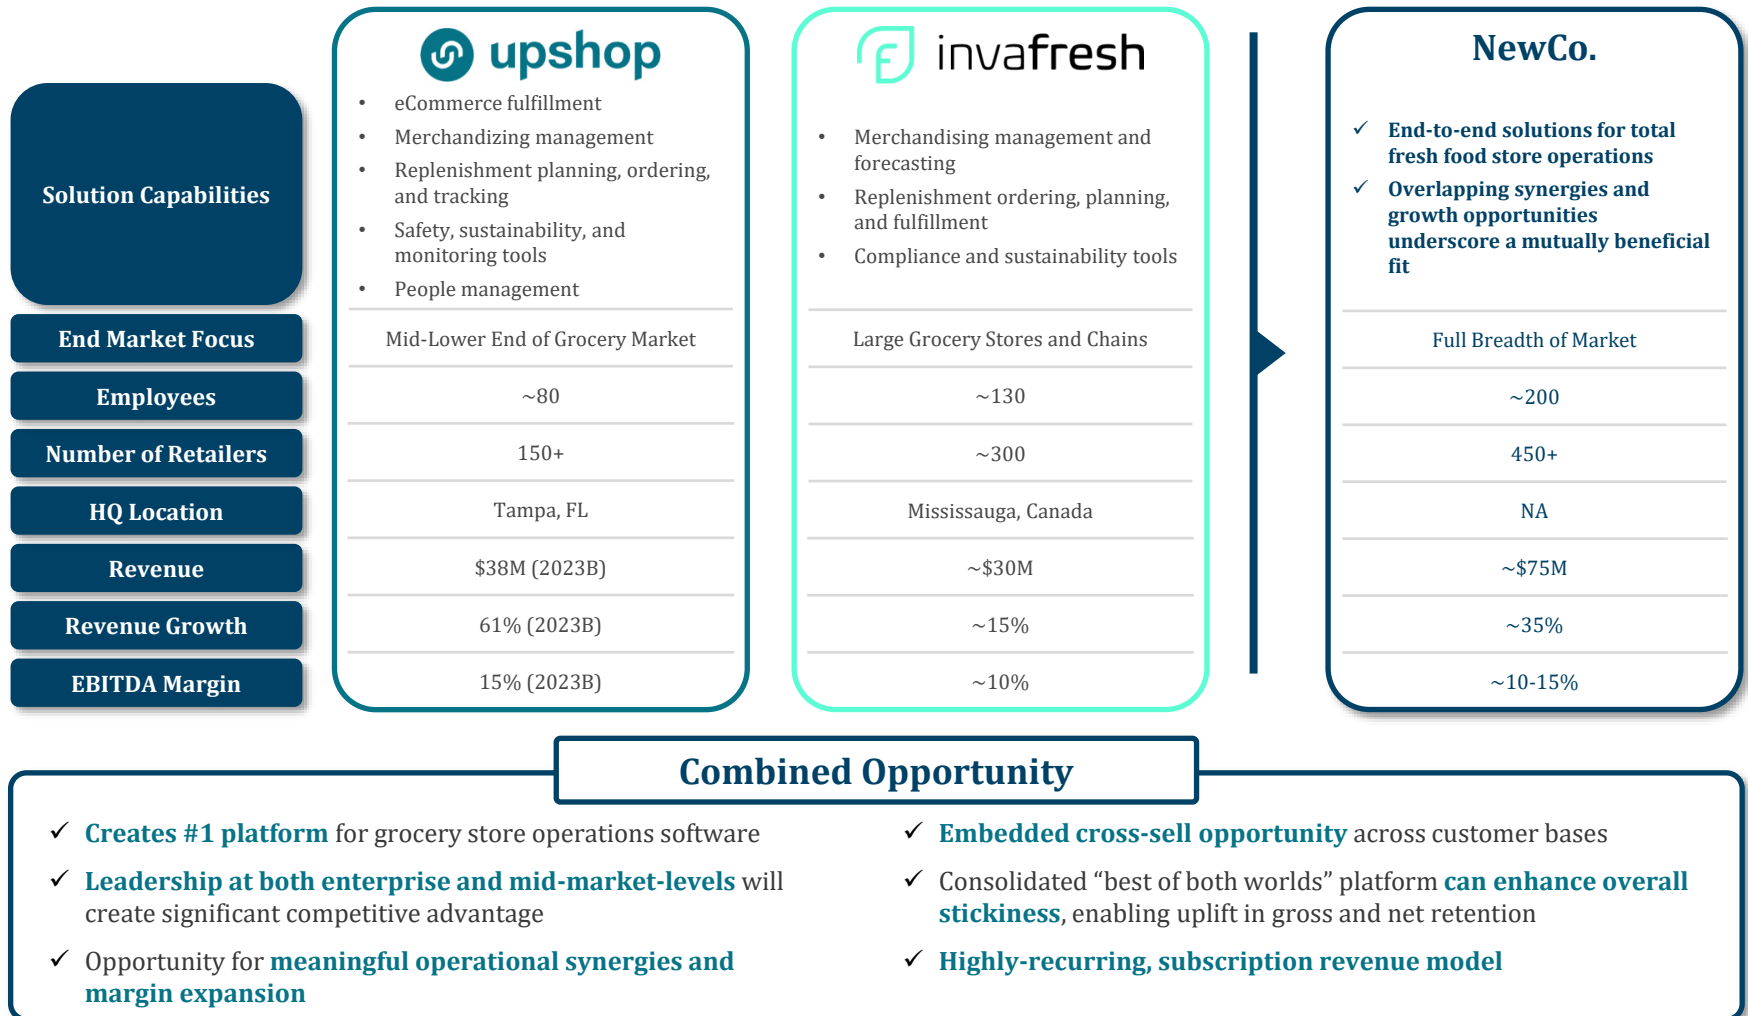 upshop
invafresh
NewCo.
Solution Capabilities
• eCommerce fulfillment
• Merchandizing management
• Replenishment planning, ordering,
and tracking
• Safety, sustainability, and
monitoring tools
• People management
• Merchandising management and
forecasting
• Replenishment ordering, planning,
and fulfillment
• Compliance and sustainability tools
✓ End-to-end solutions for total
fresh food store operations
✓ Overlapping synergies and
growth opportunities
underscore a mutually beneficial
fit
End Market Focus
Mid-Lower End of Grocery Market
Large Grocery Stores and Chains
Full Breadth of Market
Employees
~80
~130
~200
Number of Retailers
150+
~300
450+
HQ Location
Tampa, FL
Mississauga, Canada
NA
Revenue
$38M (2023B)
~$30M
~$75M
Revenue Growth
61% (2023B)
~15%
~35%
EBITDA Margin
15% (2023B)
~10%
~10-15%
Combined Opportunity
✓ Creates #1 platform for grocery store operations software
✓ Leadership at both enterprise and mid-market-levels will
create significant competitive advantage
✓ Opportunity for meaningful operational synergies and
margin expansion
✓ Embedded cross-sell opportunity across customer bases
✓ Consolidated “best of both worlds” platform can enhance overall
stickiness, enabling uplift in gross and net retention
✓ Highly-recurring, subscription revenue model